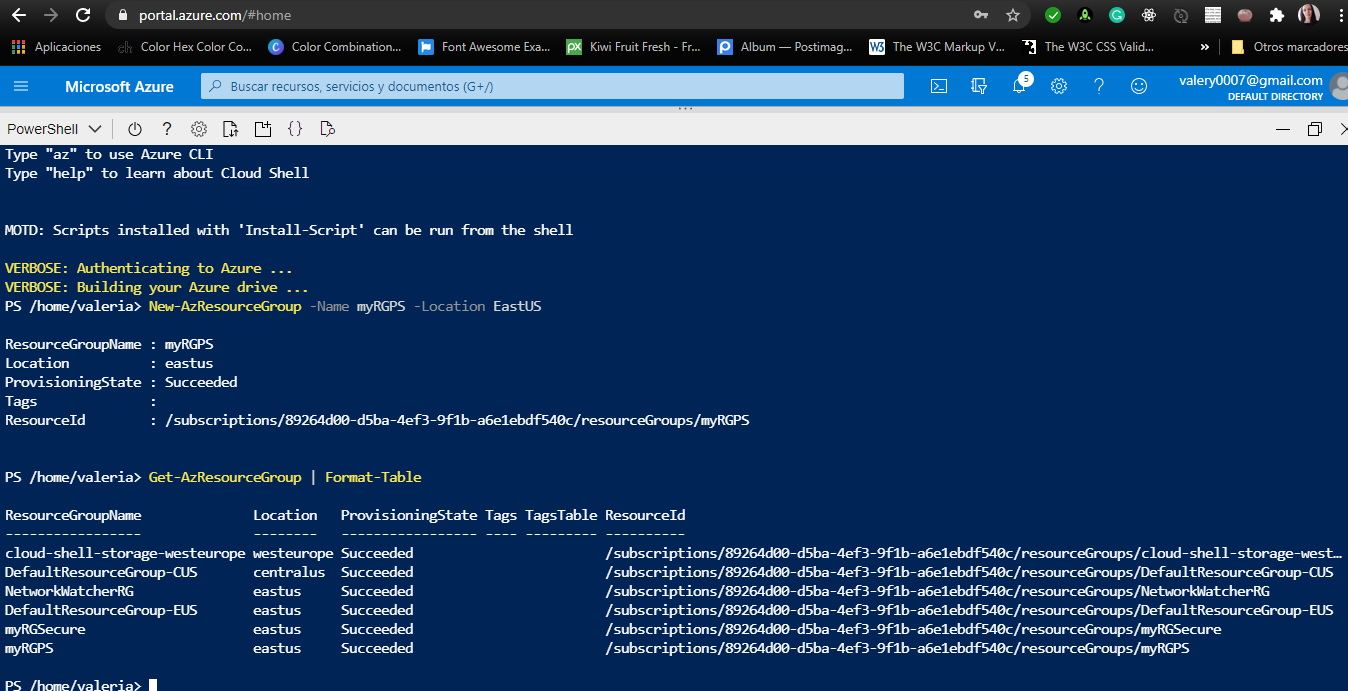 portal.azure.com/#home
Aplicaciones Color Hex Color Co... Color Combination... Font Awesome Exa... Kiwi Fruit Fresh - Fr... Album — Postimag... The W3C Markup V... The W3C CSS Valid... » Otros marcadores
Microsoft Azure Buscar recursos, servicios y documentos (G+/) 5 valery0007@gmail.com
DEFAULT DIRECTORY
PowerShell
Type "az" to use Azure CLI
Type "help" to learn about Cloud Shell
MOTD: Scripts installed with 'Install-Script' can be run from the shell
VERBOSE: Authenticating to Azure ...
VERBOSE: Building your Azure drive ...
PS /home/valeria> New-AzResourceGroup -Name myRGPS -Location EastUS
ResourceGroupName : myRGPS
Location : eastus
ProvisioningState : Succeeded
Tags :
ResourceId : /subscriptions/89264d00-d5ba-4ef3-9f1b-a6e1ebdf540c/resourceGroups/myRGPS
PS /home/valeria> Get-AzResourceGroup | Format-Table
ResourceGroupName Location ProvisioningState Tags TagsTable ResourceId
----------------- -------- ----------------- ---- --------- ----------
cloud-shell-storage-westeurope westeurope Succeeded /subscriptions/89264d00-d5ba-4ef3-9f1b-a6e1ebdf540c/resourceGroups/cloud-shell-storage-west…
DefaultResourceGroup-CUS centralus Succeeded /subscriptions/89264d00-d5ba-4ef3-9f1b-a6e1ebdf540c/resourceGroups/DefaultResourceGroup-CUS
NetworkWatcherRG eastus Succeeded /subscriptions/89264d00-d5ba-4ef3-9f1b-a6e1ebdf540c/resourceGroups/NetworkWatcherRG
DefaultResourceGroup-EUS eastus Succeeded /subscriptions/89264d00-d5ba-4ef3-9f1b-a6e1ebdf540c/resourceGroups/DefaultResourceGroup-EUS
myRGSecure eastus Succeeded /subscriptions/89264d00-d5ba-4ef3-9f1b-a6e1ebdf540c/resourceGroups/myRGSecure
myRGPS eastus Succeeded /subscriptions/89264d00-d5ba-4ef3-9f1b-a6e1ebdf540c/resourceGroups/myRGPS
PS /home/valeria>